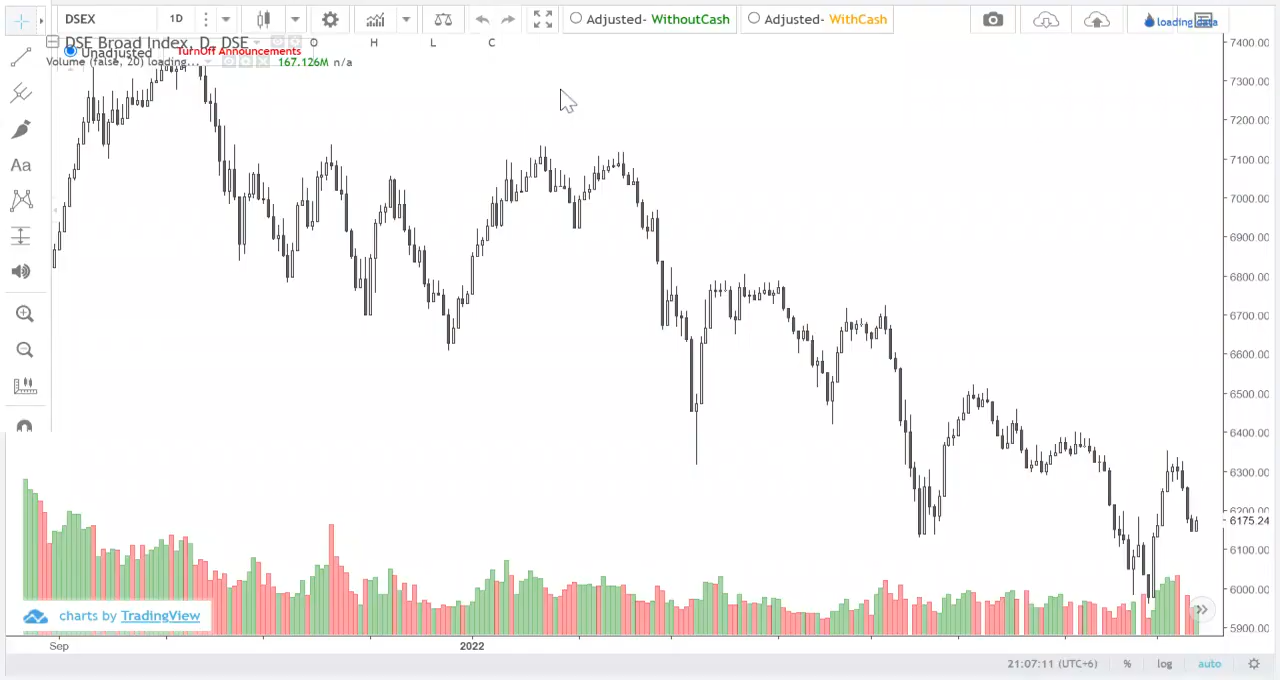 DSEX 1D Adjusted- WithoutCash Adjusted- WithCash loading data
DSE Broad Index, D, DSE O H L C
Unadjusted TurnOff Announcements
Volume (false, 20) loading... 167.126M n/a
Aa
7400.00
7300.00
7200.00
7100.00
7000.00
6900.00
6800.00
6700.00
6600.00
6500.00
6400.00
6300.00
6200.00
6175.24
6100.00
6000.00
5900.00
charts by TradingView
Sep 2022
21:07:11 (UTC+6) % log auto